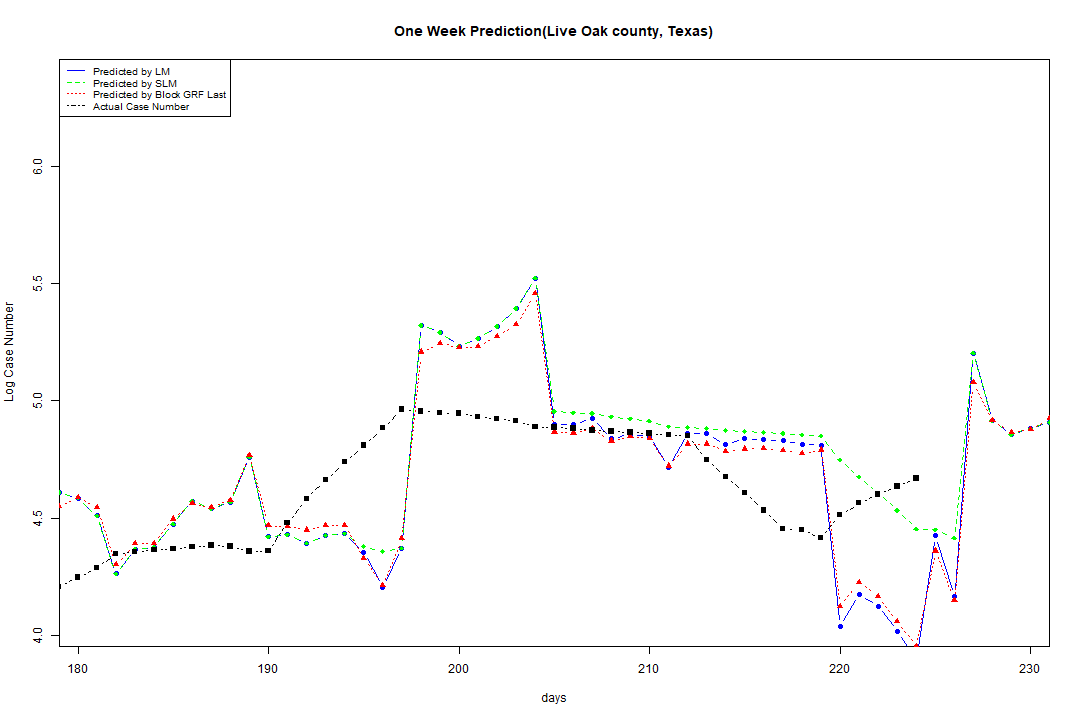 One Week Prediction(Live Oak county, Texas)
Predicted by LM
Predicted by SLM
Predicted by Block GRF Last
Actual Case Number
Log Case Number
6.0
5.5
5.0
4.5
4.0
180 190 200 210 220 230
days